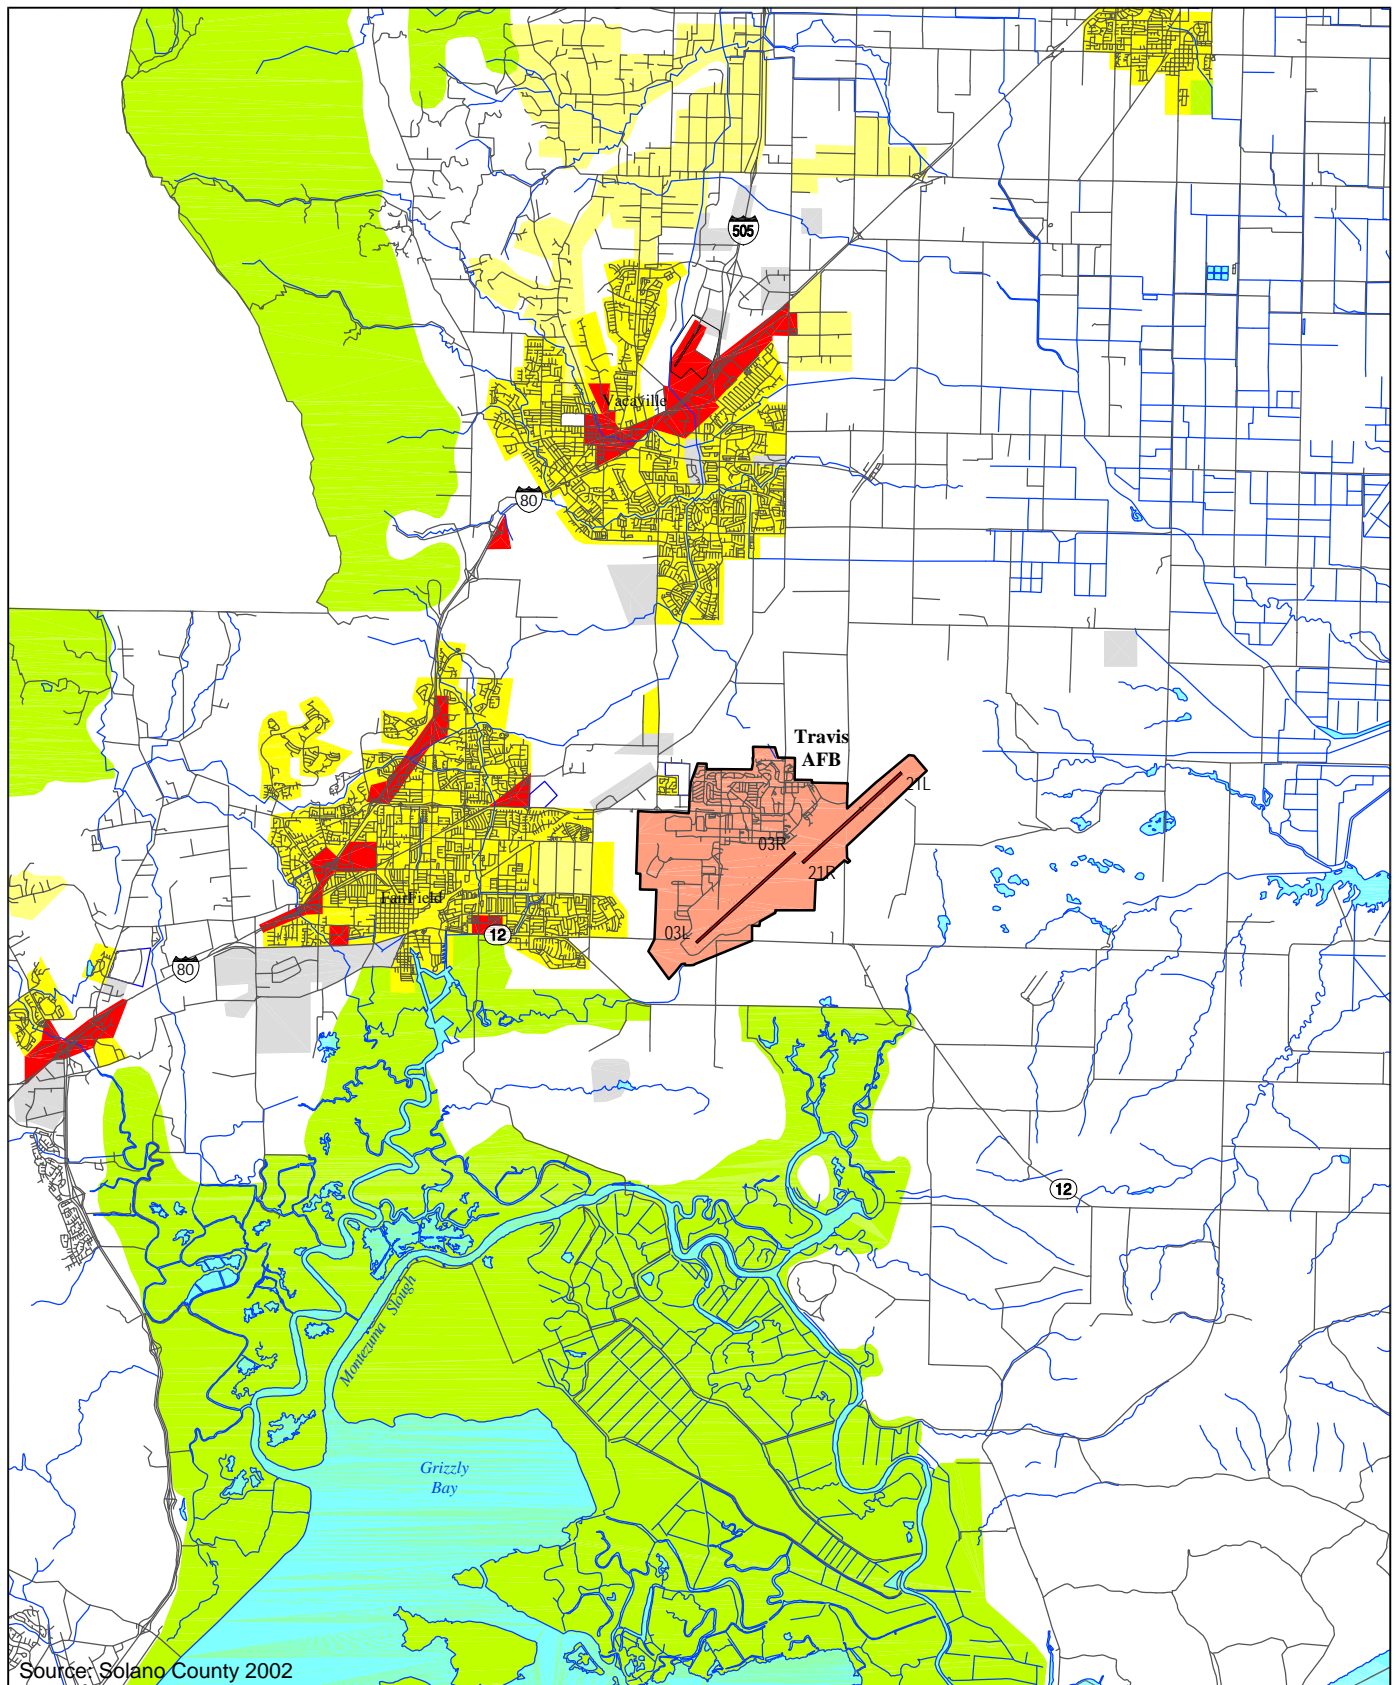 505
Vacaville
80
Travis
AFB
21L
03R
21R
FairField
03L
12
80
12
Montezuma Slough
Grizzly
Bay
Source: Solano County 2002